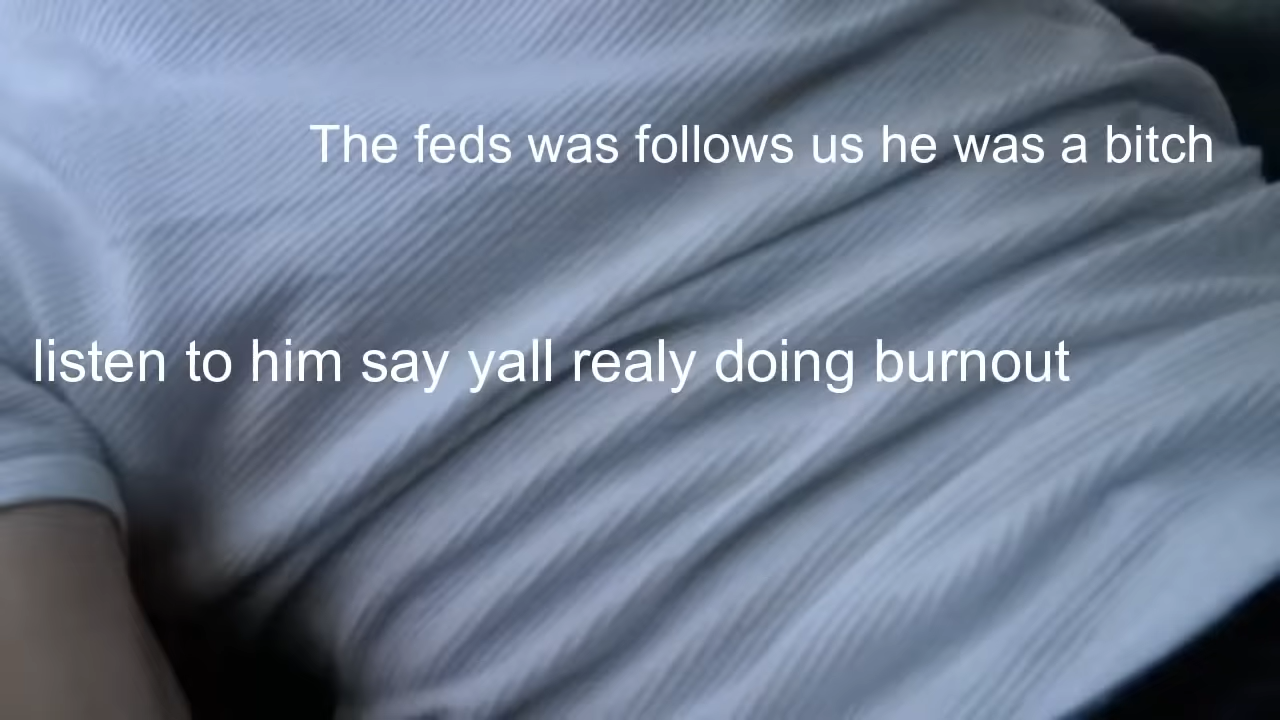 The feds was follows us he was a bitch
listen to him say yall realy doing burnout